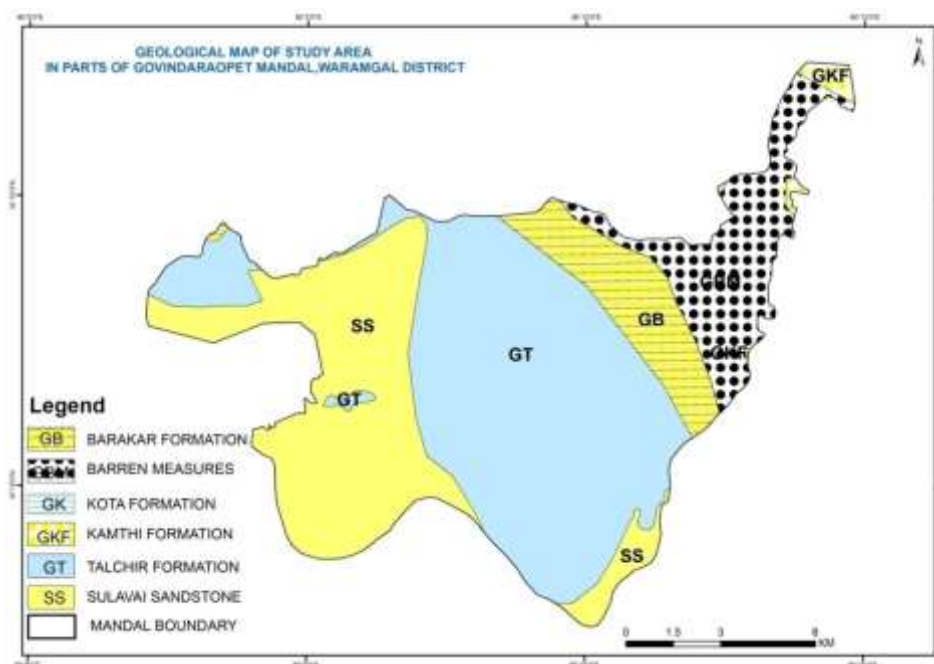 GEOLOGICAL MAP OF STUDY AREA
IN PARTS OF GOVINDARAOPET MANDAL,WARAMGAL DISTRICT
N
GKF
SS
GB
GT
GKF
GT
SS
Legend
GB BARAKAR FORMATION
BARREN MEASURES
GK KOTA FORMATION
GKF KAMTHI FORMATION
GT TALCHIR FORMATION
SS SULAVAI SANDSTONE
MANDAL BOUNDARY
0 1.5 3 6
KM